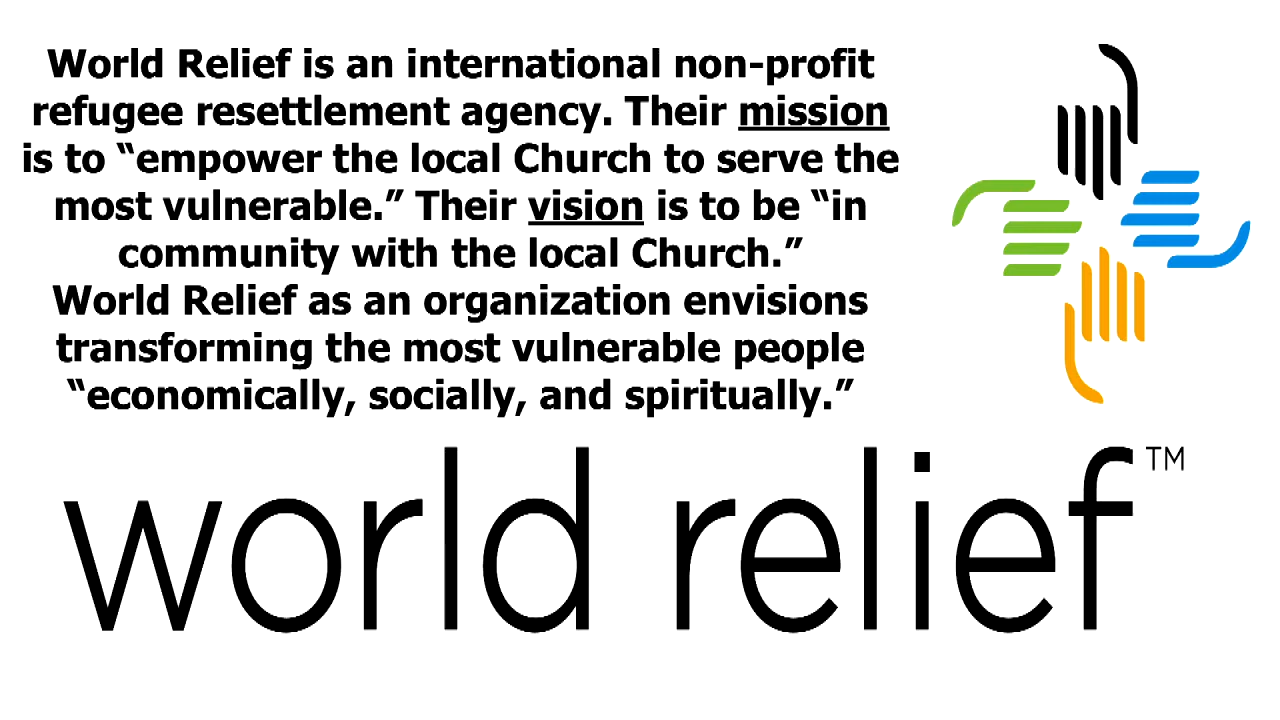 World Relief is an international non-profit
refugee resettlement agency. Their mission
is to “empower the local Church to serve the
most vulnerable.” Their vision is to be “in
community with the local Church.”
World Relief as an organization envisions
transforming the most vulnerable people
“economically, socially, and spiritually.”
world relief™